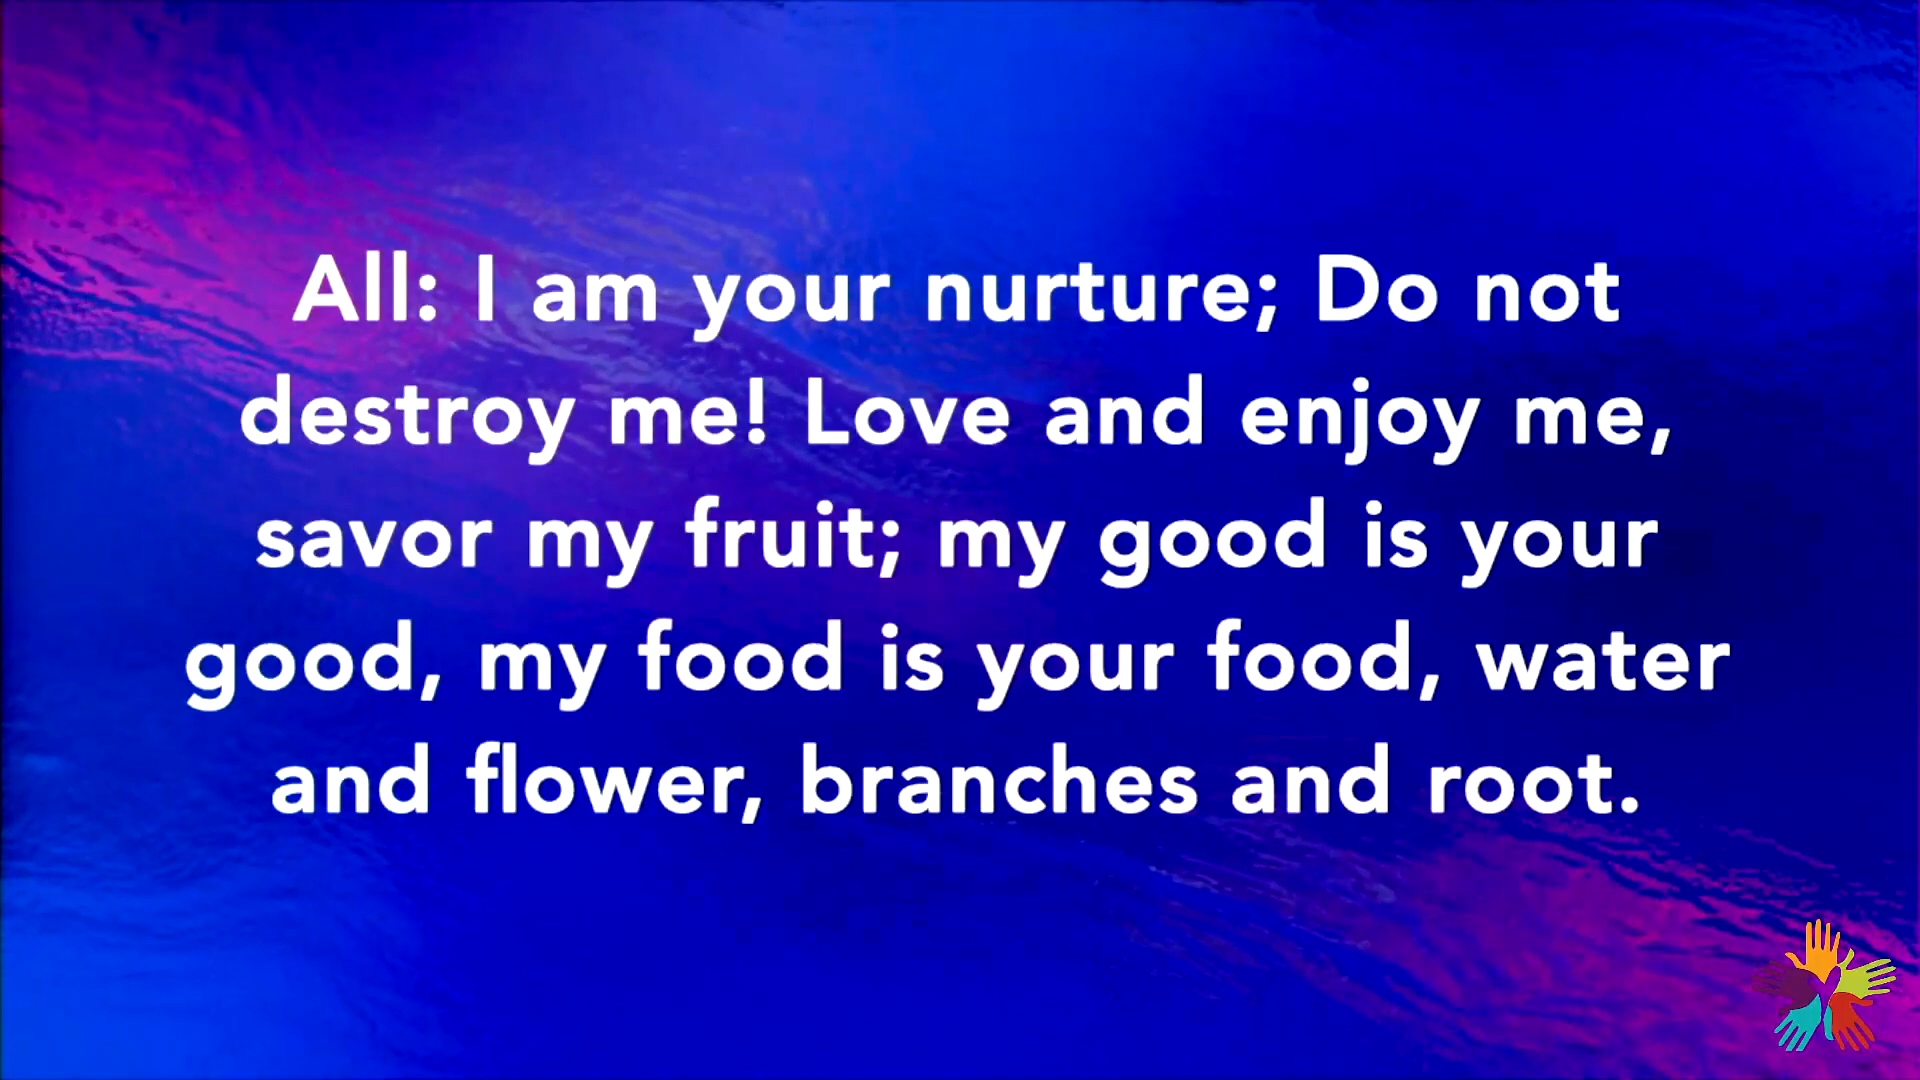 All: I am your nurture; Do not
destroy me! Love and enjoy me,
savor my fruit; my good is your
good, my food is your food, water
and flower, branches and root.